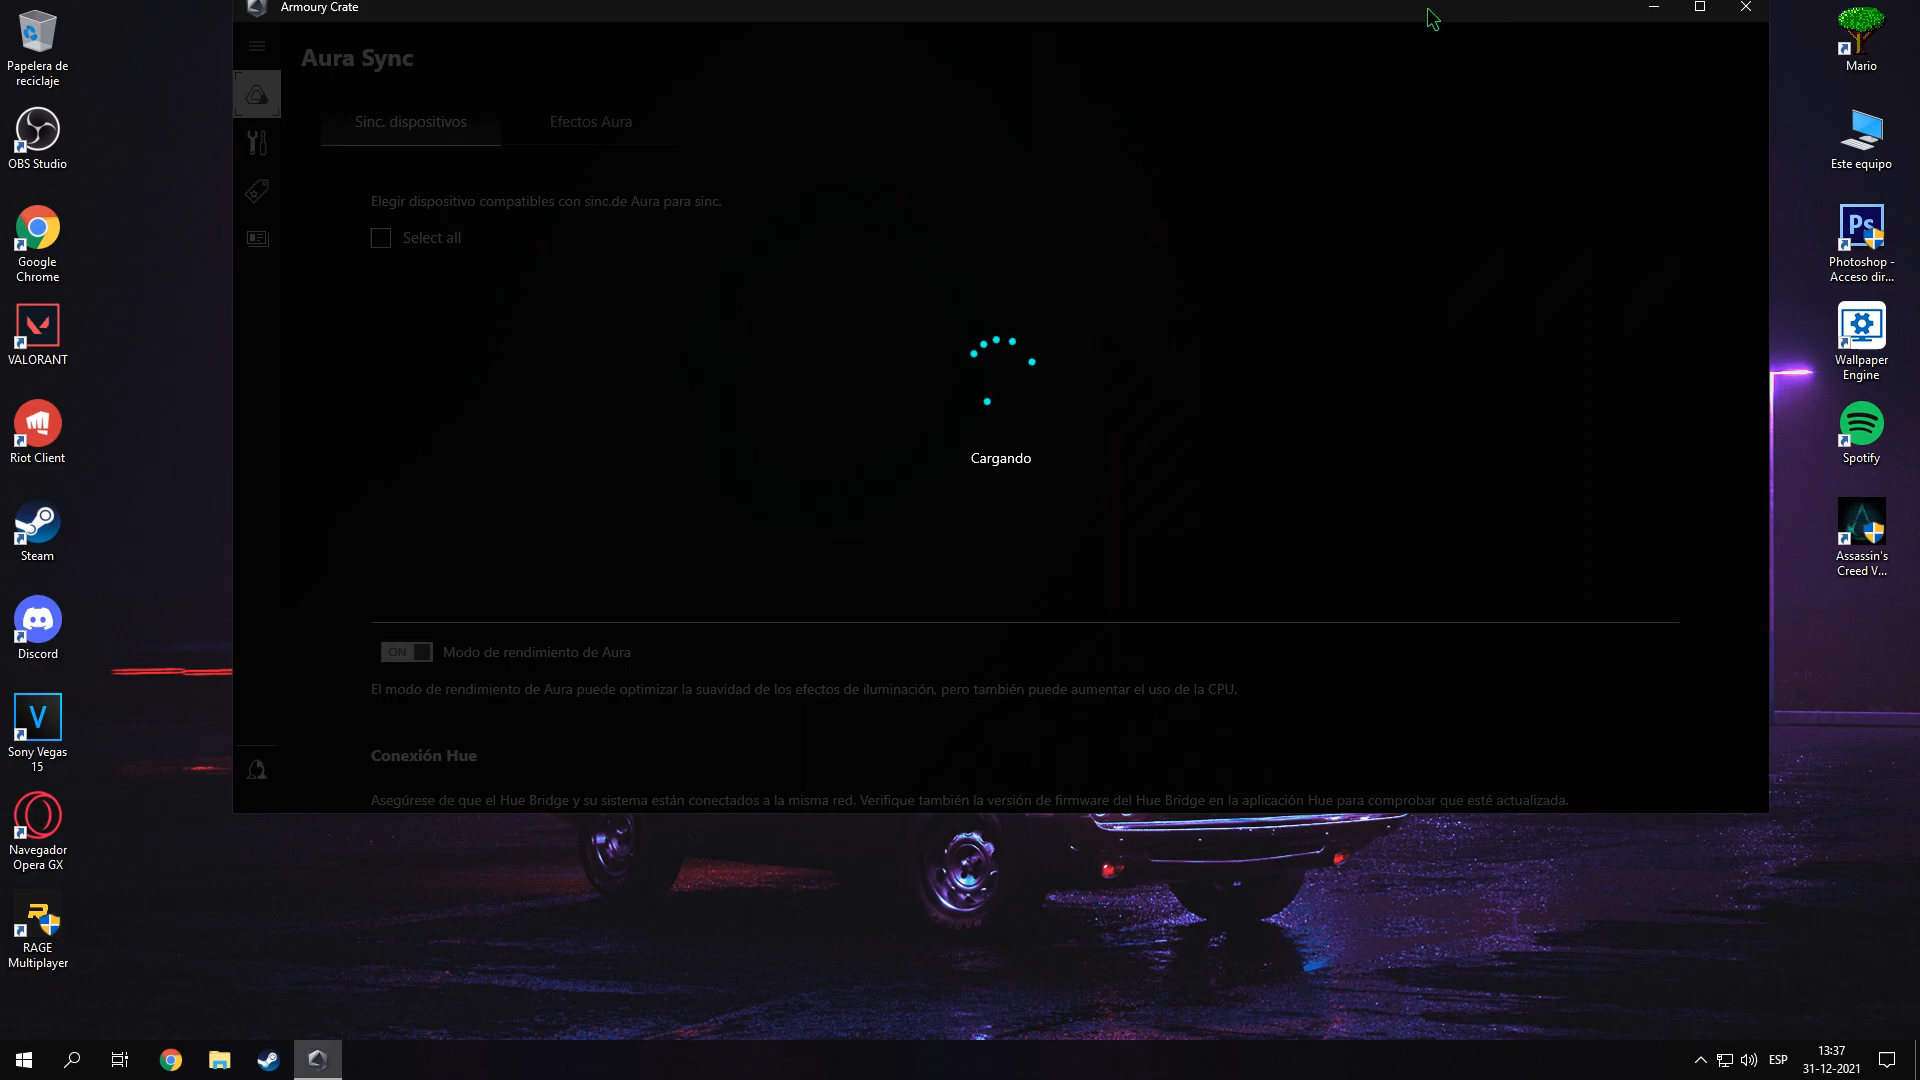 Armoury Crate
Aura Sync
Sinc. dispositivos
Efectos Aura
Elegir dispositivo compatibles con sinc.de Aura para sinc.
Select all
Cargando
ON
Modo de rendimiento de Aura
El modo de rendimiento de Aura puede optimizar la suavidad de los efectos de iluminación, pero también puede aumentar el uso de la CPU.
Conexión Hue
Asegúrese de que el Hue Bridge y su sistema están conectados a la misma red. Verifique también la versión de firmware del Hue Bridge en la aplicación Hue para comprobar que esté actualizada.
Papelera de
reciclaje
OBS Studio
Google
Chrome
VALORANT
Riot Client
Steam
Discord
V
Sony Vegas
15
Navegador
Opera GX
RAGE
Multiplayer
Mario
Este equipo
Ps
Photoshop -
Acceso dir...
Wallpaper
Engine
Spotify
Assassin's
Creed V...
ESP
13:37
31-12-2021